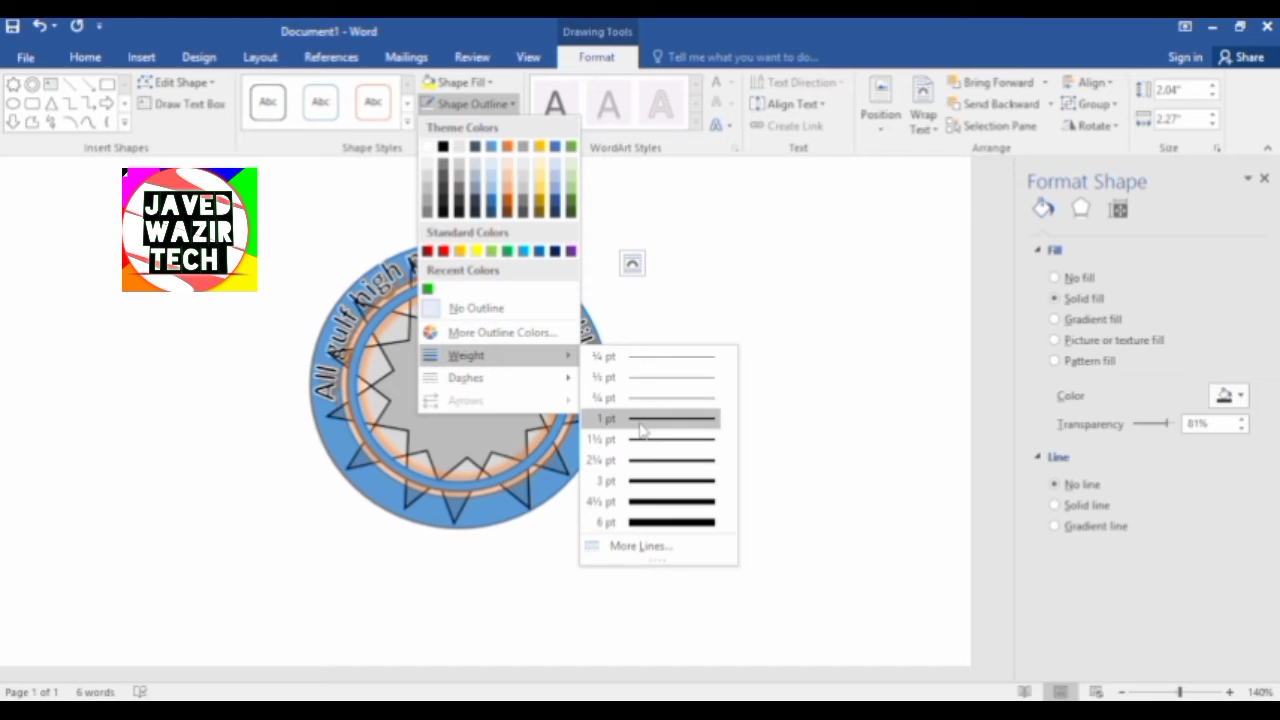 Document1 - Word
Drawing Tools
File Home Insert Design Layout References Mailings Review View Format Tell me what you want to do... Sign in Share
Edit Shape
Draw Text Box
Insert Shapes
Abc Abc Abc
Shape Styles
Shape Fill
Shape Outline
A A A
A
A
A
WordArt Styles
Text Direction
Align Text
Create Link
Text
Position
Wrap
Text
Bring Forward
Send Backward
Selection Pane
Align
Group
Rotate
Arrange
2.04"
2.27"
Size
JAVED
WAZIR
TECH
Theme Colors
Standard Colors
Recent Colors
No Outline
More Outline Colors...
Weight
Dashes
Arrows
¼ pt
½ pt
¾ pt
1 pt
1½ pt
2¼ pt
3 pt
4½ pt
6 pt
More Lines...
All gulf high
Format Shape
Fill
No fill
Solid fill
Gradient fill
Picture or texture fill
Pattern fill
Color
Transparency 81%
Line
No line
Solid line
Gradient line
Page 1 of 1 6 words 140%